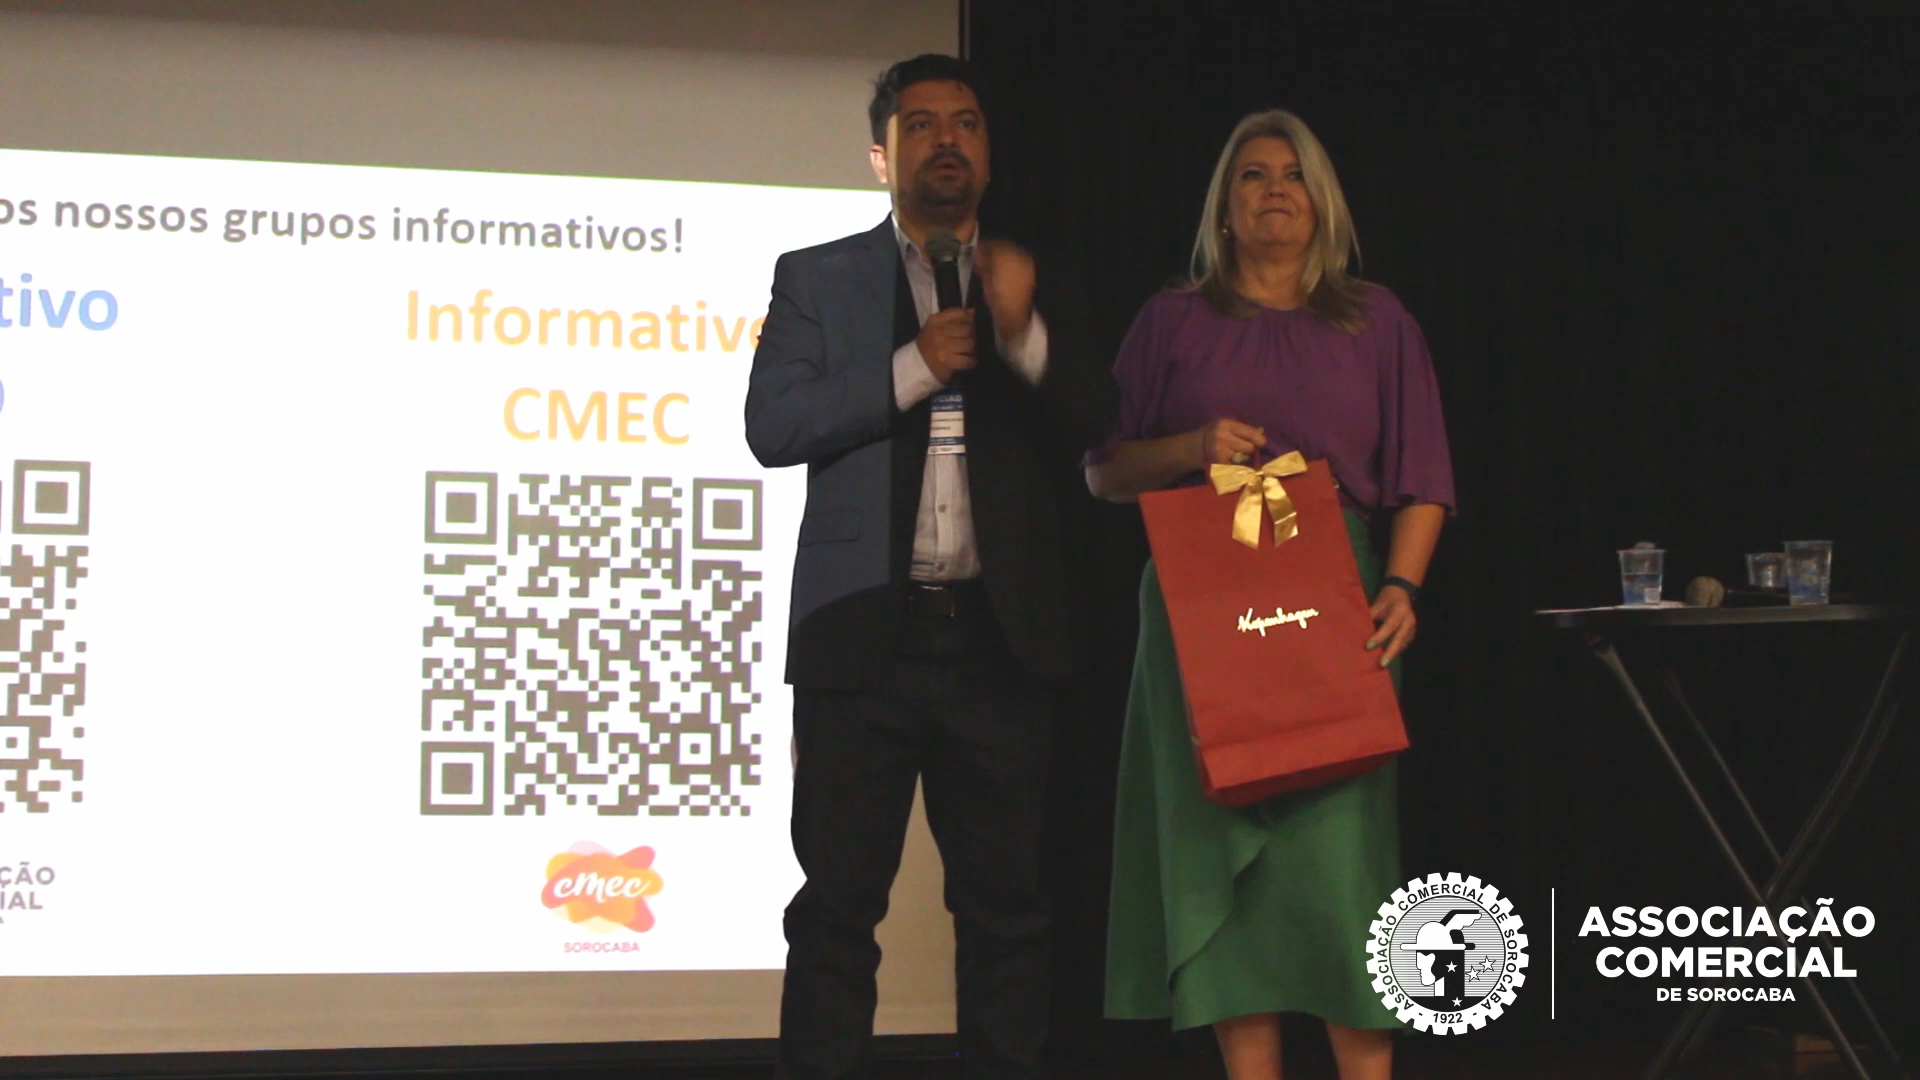 os nossos grupos informativos!
tivo
Informativo
CMEC
ÇÃO
IAL
cmec
SOROCABA
Kopenhagen
ASSOCIAÇÃO COMERCIAL DE SOROCABA
1922
ASSOCIAÇÃO
COMERCIAL
DE SOROCABA